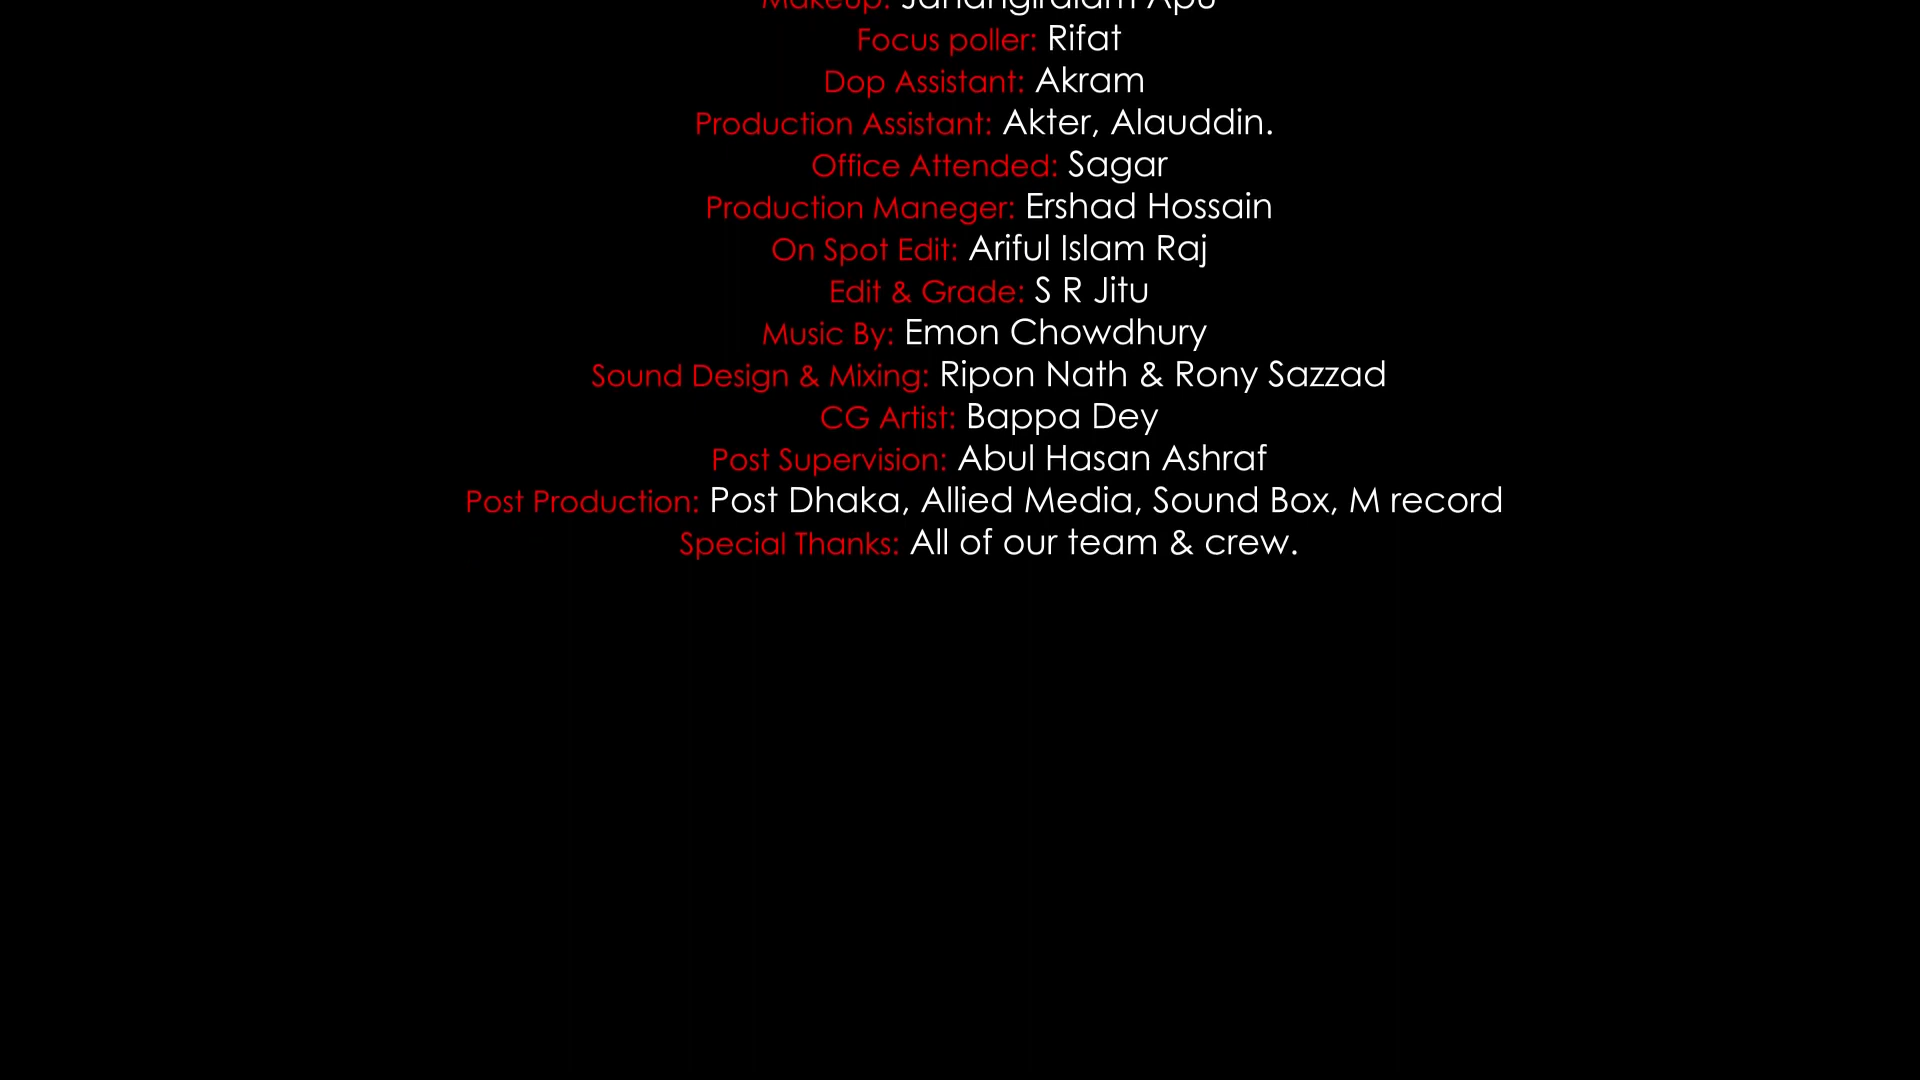 Makeup: Jahangiralam Apu
Focus poller: Rifat
Dop Assistant: Akram
Production Assistant: Akter, Alauddin.
Office Attended: Sagar
Production Maneger: Ershad Hossain
On Spot Edit: Ariful Islam Raj
Edit & Grade: S R Jitu
Music By: Emon Chowdhury
Sound Design & Mixing: Ripon Nath & Rony Sazzad
CG Artist: Bappa Dey
Post Supervision: Abul Hasan Ashraf
Post Production: Post Dhaka, Allied Media, Sound Box, M record
Special Thanks: All of our team & crew.